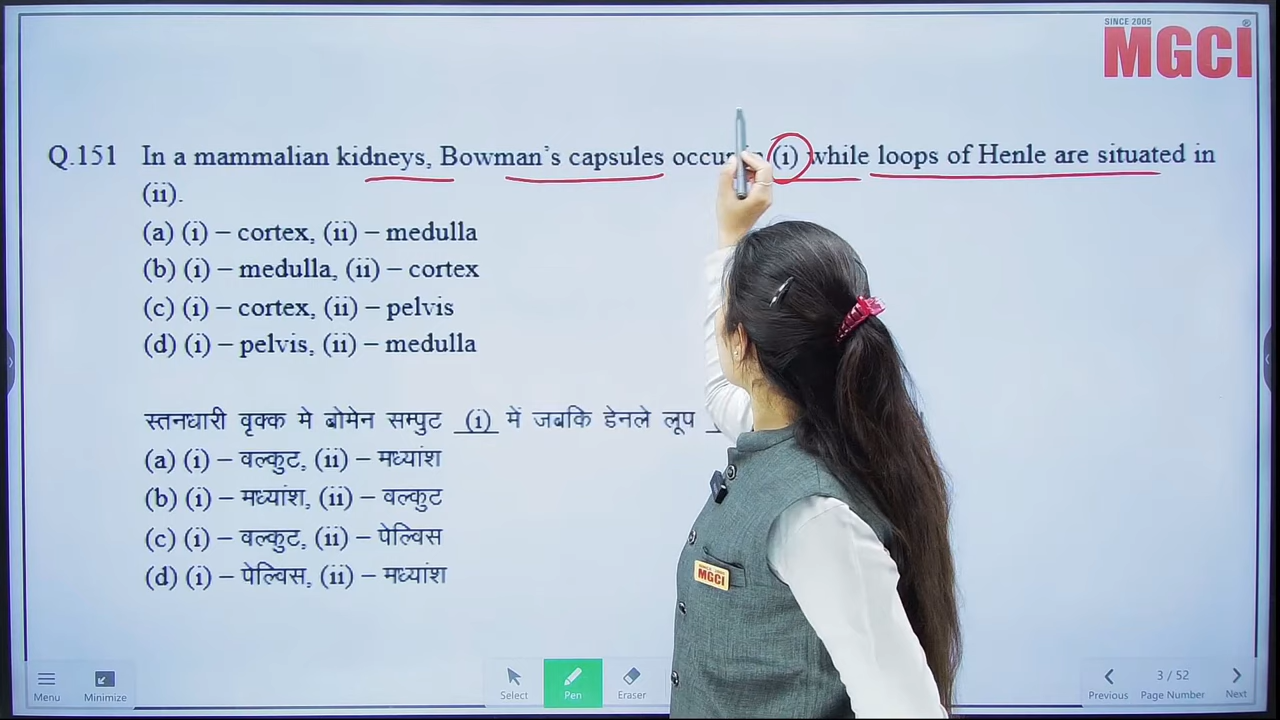 SINCE 2005
MGCI
Q.151 In a mammalian kidneys, Bowman's capsules occur (i) while loops of Henle are situated in
(ii).
(a) (i) – cortex, (ii) – medulla
(b) (i) – medulla, (ii) – cortex
(c) (i) – cortex, (ii) – pelvis
(d) (i) – pelvis, (ii) – medulla
स्तनधारी वृक्क मे बोमेन सम्पुट (i) में जबकि डेनले लूप
(a) (i) – वल्कुट, (ii) – मध्यांश
(b) (i) – मध्यांश, (ii) – वल्कुट
(c) (i) – वल्कुट, (ii) – पेल्विस
(d) (i) – पेल्विस, (ii) – मध्यांश
MGCI
Menu
Minimize
Select
Pen
Eraser
Previous
3 / 52
Page Number
Next